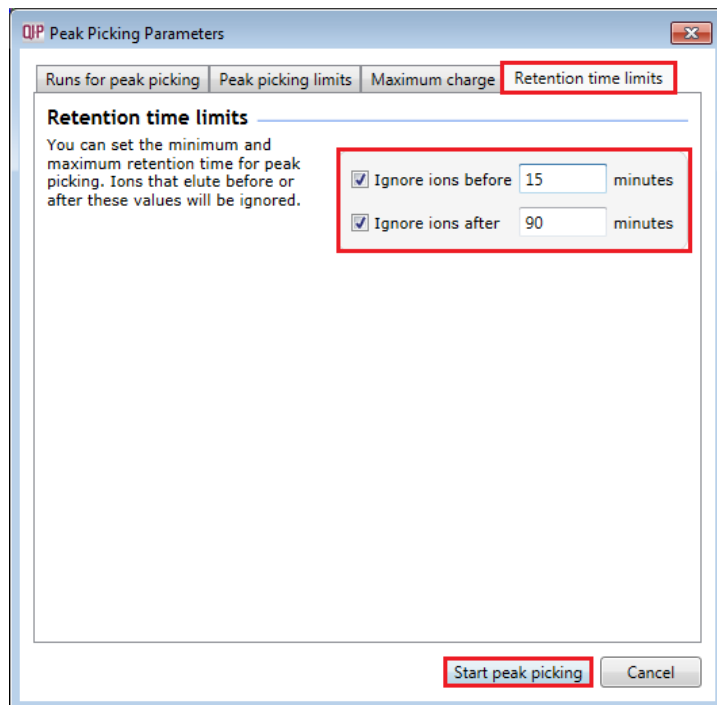 QIP Peak Picking Parameters
Runs for peak picking Peak picking limits Maximum charge Retention time limits
Retention time limits
You can set the minimum and
maximum retention time for peak
picking. Ions that elute before or
after these values will be ignored.
Ignore ions before 15 minutes
Ignore ions after 90 minutes
Start peak picking Cancel